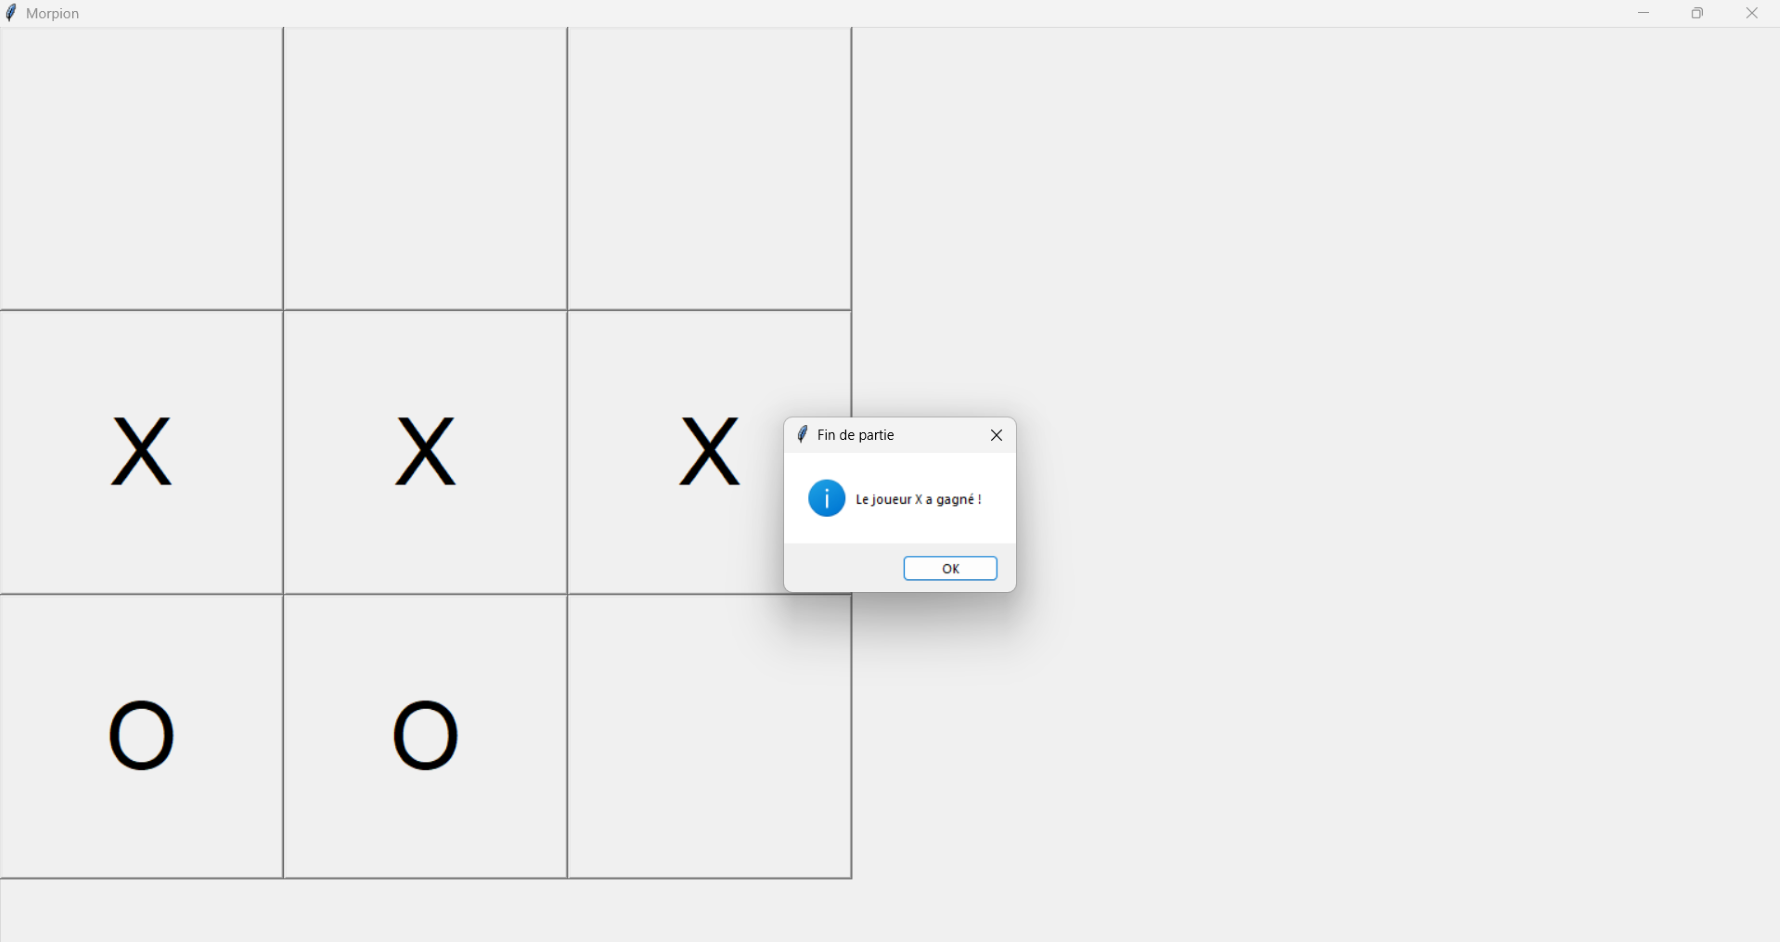 Morpion
X X X
Fin de partie
Le joueur X a gagné !
OK
O O